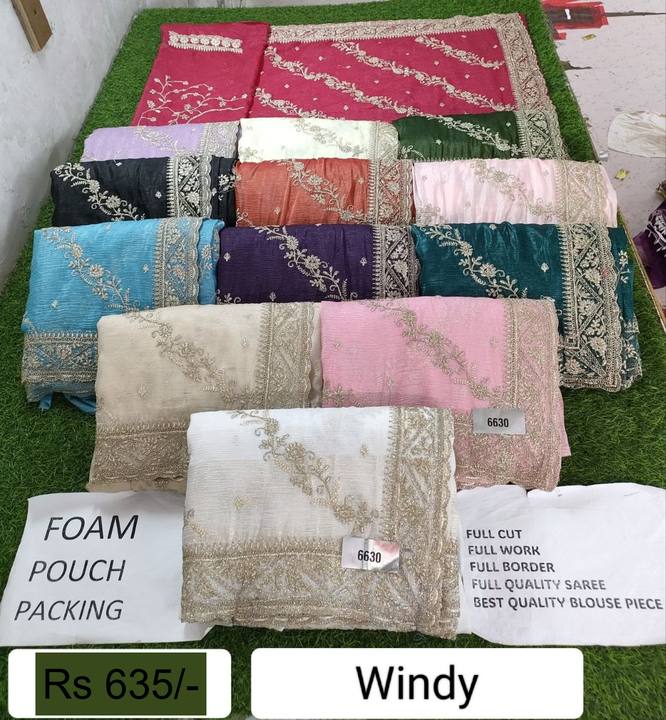 6630
6630
FOAM
POUCH
PACKING
FULL CUT
FULL WORK
FULL BORDER
FULL QUALITY SAREE
BEST QUALITY BLOUSE PIECE
Rs 635/-
Windy